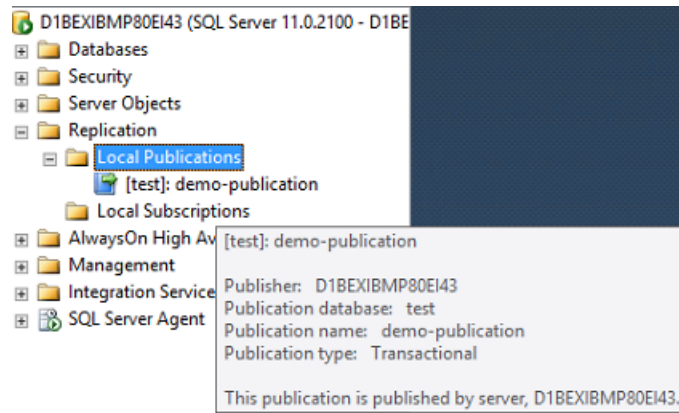 D1BEXIBMP80EI43 (SQL Server 11.0.2100 - D1BE
Databases
Security
Server Objects
Replication
Local Publications
[test]: demo-publication
Local Subscriptions
AlwaysOn High Av
Management
Integration Service
SQL Server Agent
[test]: demo-publication
Publisher: D1BEXIBMP80EI43
Publication database: test
Publication name: demo-publication
Publication type: Transactional
This publication is published by server, D1BEXIBMP80EI43.